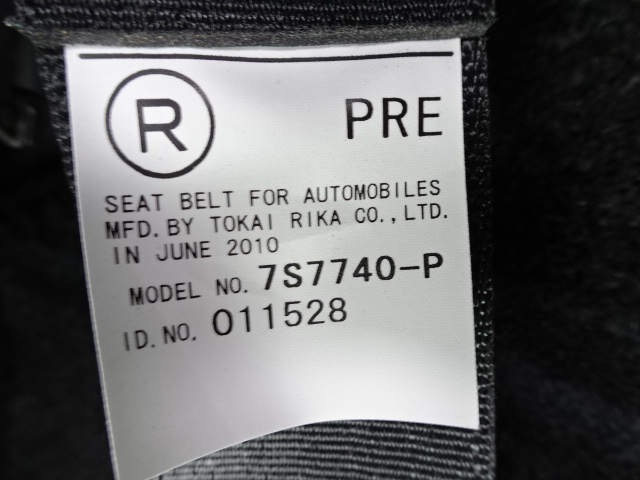 R PRE
SEAT BELT FOR AUTOMOBILES
MFD. BY TOKAI RIKA CO., LTD.
IN JUNE 2010
MODEL NO. 7S7740-P
ID. NO. 011528